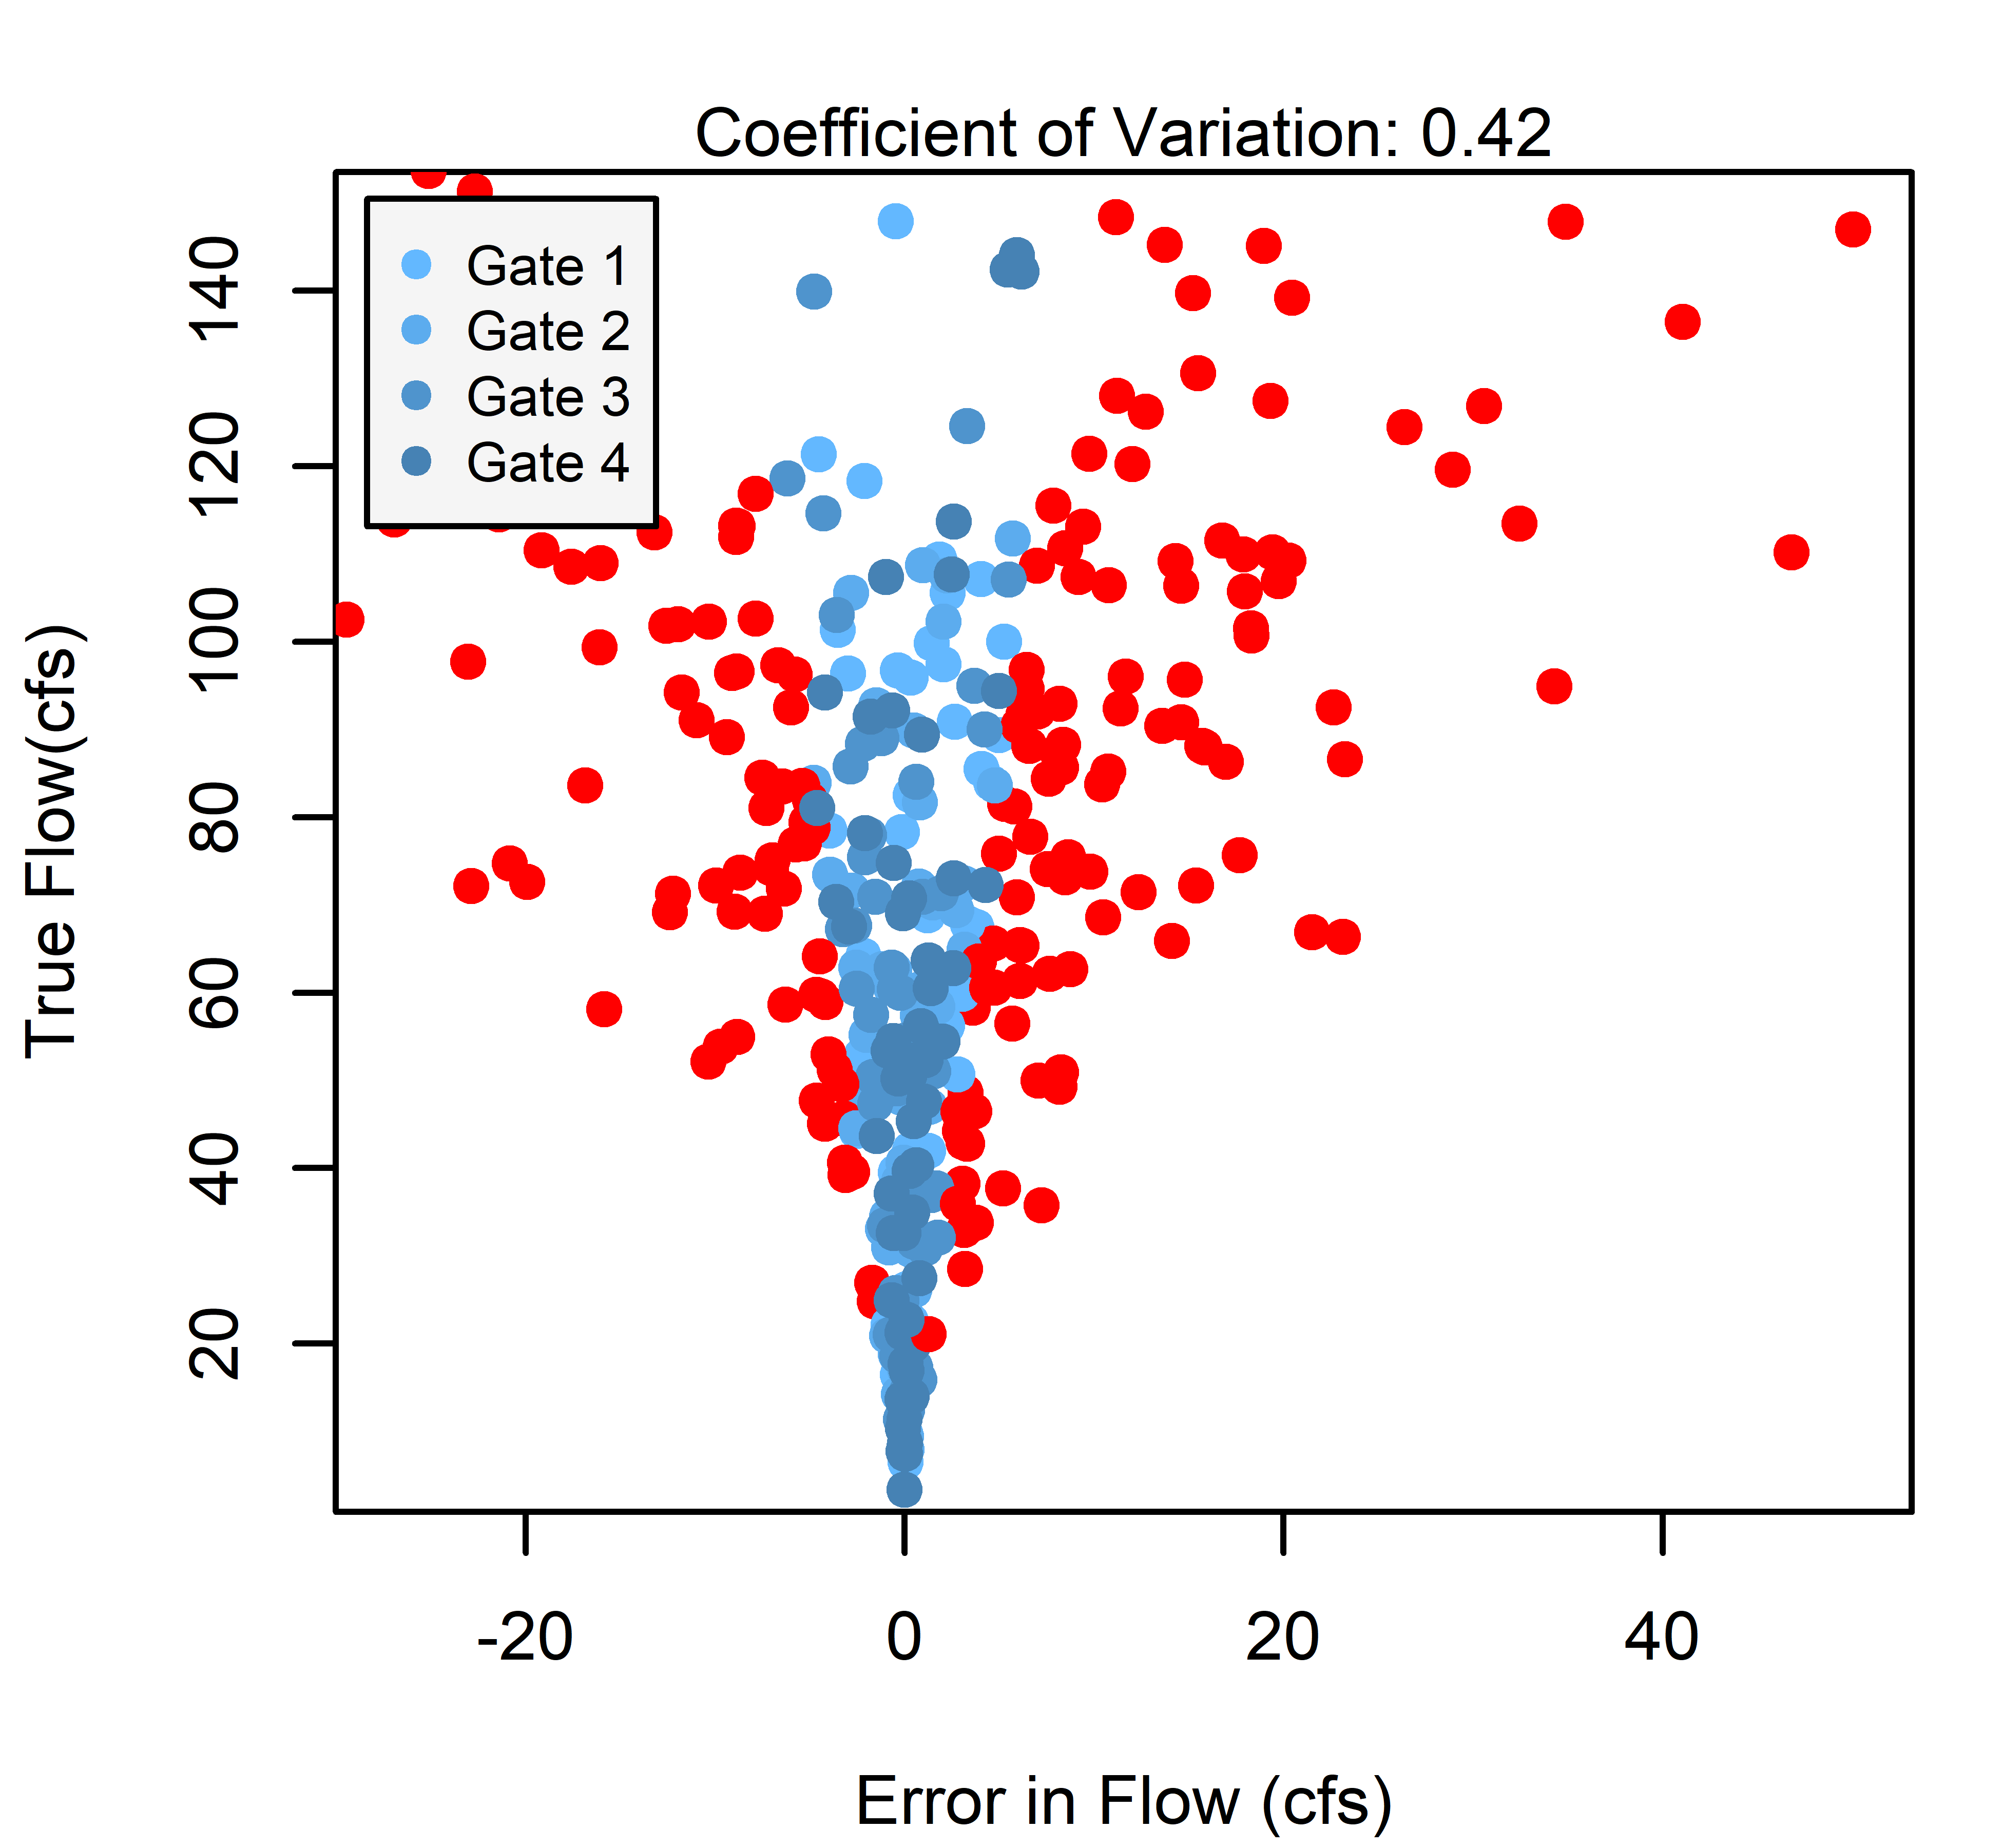 Coefficient of Variation: 0.42
Gate 1
Gate 2
Gate 3
Gate 4
True Flow(cfs)
140
120
100
80
60
40
20
-20 0 20 40
Error in Flow (cfs)